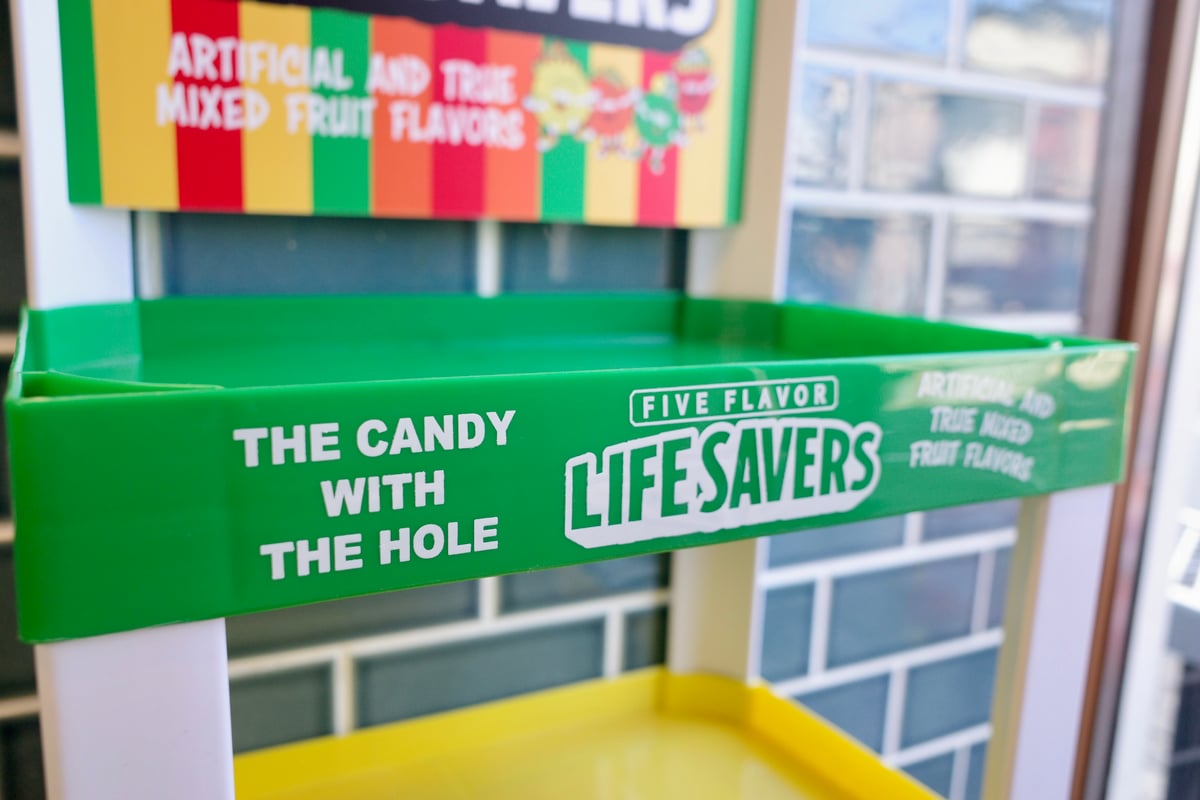 SAVERS
ARTIFICIAL AND TRUE
MIXED FRUIT FLAVORS
THE CANDY
WITH
THE HOLE
FIVE FLAVOR
LIFE SAVERS
ARTIFICIAL AND
TRUE MIXED
FRUIT FLAVORS